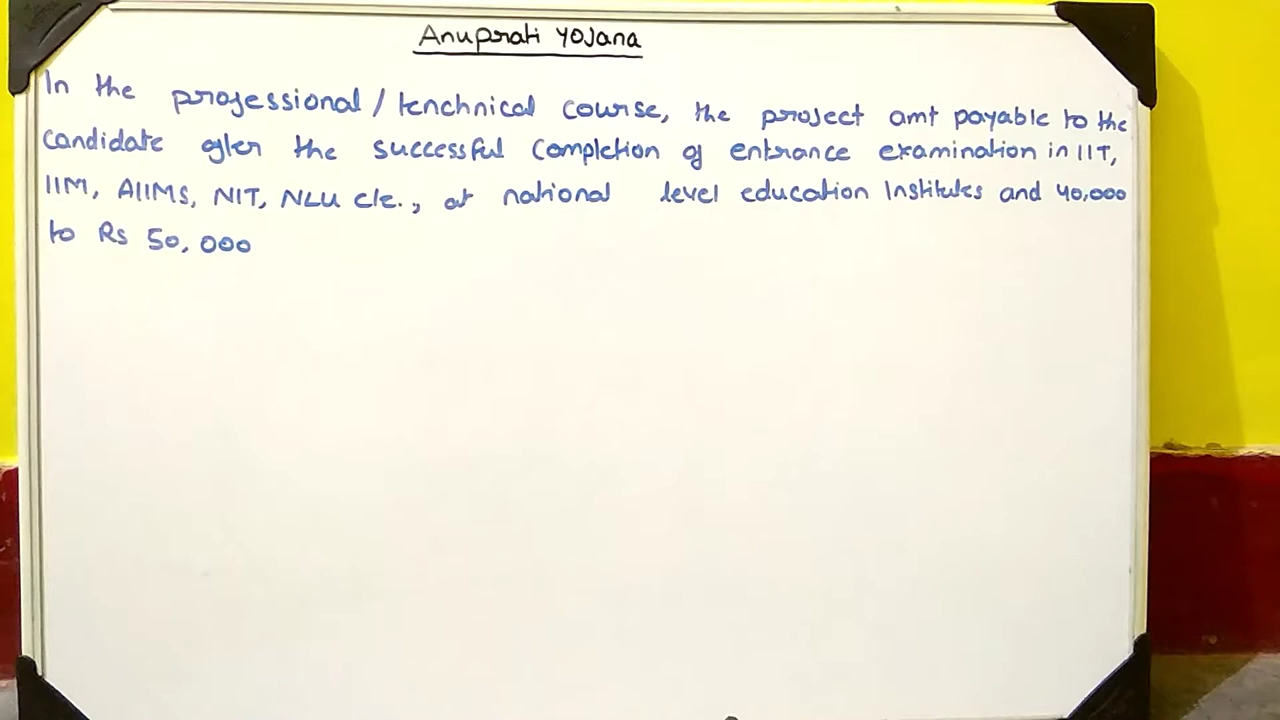 Anuprati Yojana
In the professional / tenchnical course, the project amt payable to the
candidate after the successful completion of entrance examination in IIT,
IIM, AIIMS, NIT, NLU etc., at national level education Institutes and 40,000
to Rs 50,000